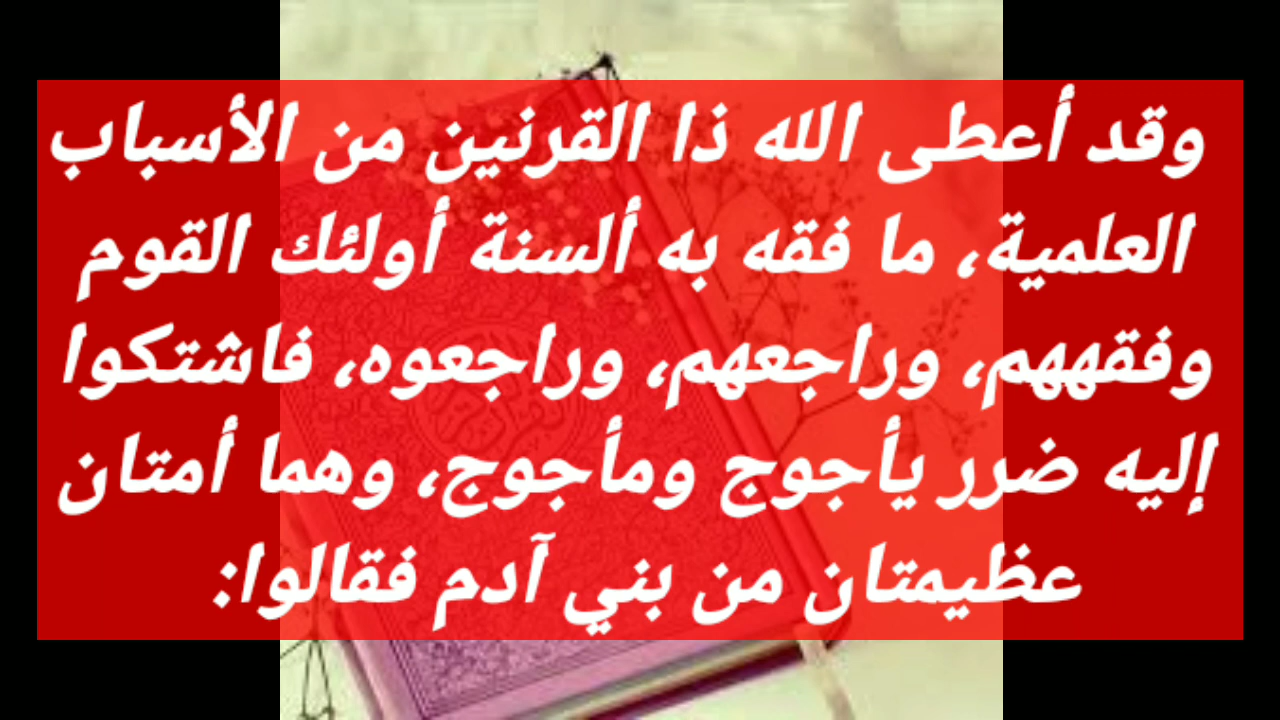 وقد أعطى الله ذا القرنين من الأسباب
العلمية، ما فقه به ألسنة أولئك القوم
وفقههم، وراجعهم، وراجعوه، فاشتكوا
إليه ضرر يأجوج ومأجوج، وهما أمتان
عظيمتان من بني آدم فقالوا: